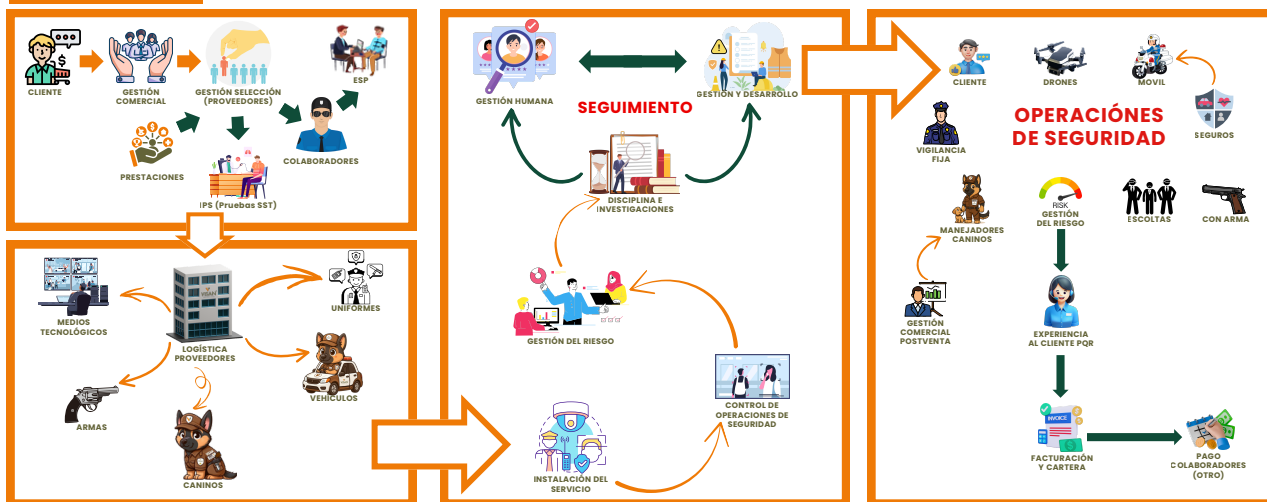 CLIENTE
GESTIÓN
COMERCIAL
GESTIÓN SELECCIÓN
(PROVEEDORES)
ESP
PRESTACIONES
COLABORADORES
IPS (Pruebas SST)
MEDIOS
TECNOLÓGICOS
LOGÍSTICA
PROVEEDORES
UNIFORMES
VEHÍCULOS
ARMAS
CANINOS
GESTIÓN HUMANA
SEGUIMIENTO
GESTIÓN Y DESARROLLO
DISCIPLINA E
INVESTIGACIONES
GESTIÓN DEL RIESGO
CONTROL DE
OPERACIONES DE
SEGURIDAD
INSTALACIÓN DEL
SERVICIO
CLIENTE
DRONES
MOVIL
SEGUROS
OPERACIÓNES
DE SEGURIDAD
VIGILANCIA
FIJA
MANEJADORES
CANINOS
RISK
GESTIÓN
DEL RIESGO
ESCOLTAS
CON ARMA
GESTIÓN
COMERCIAL
POSTVENTA
EXPERIENCIA
AL CLIENTE PQR
INVOICE
FACTURACIÓN
Y CARTERA
PAGO
COLABORADORES
(OTRO)